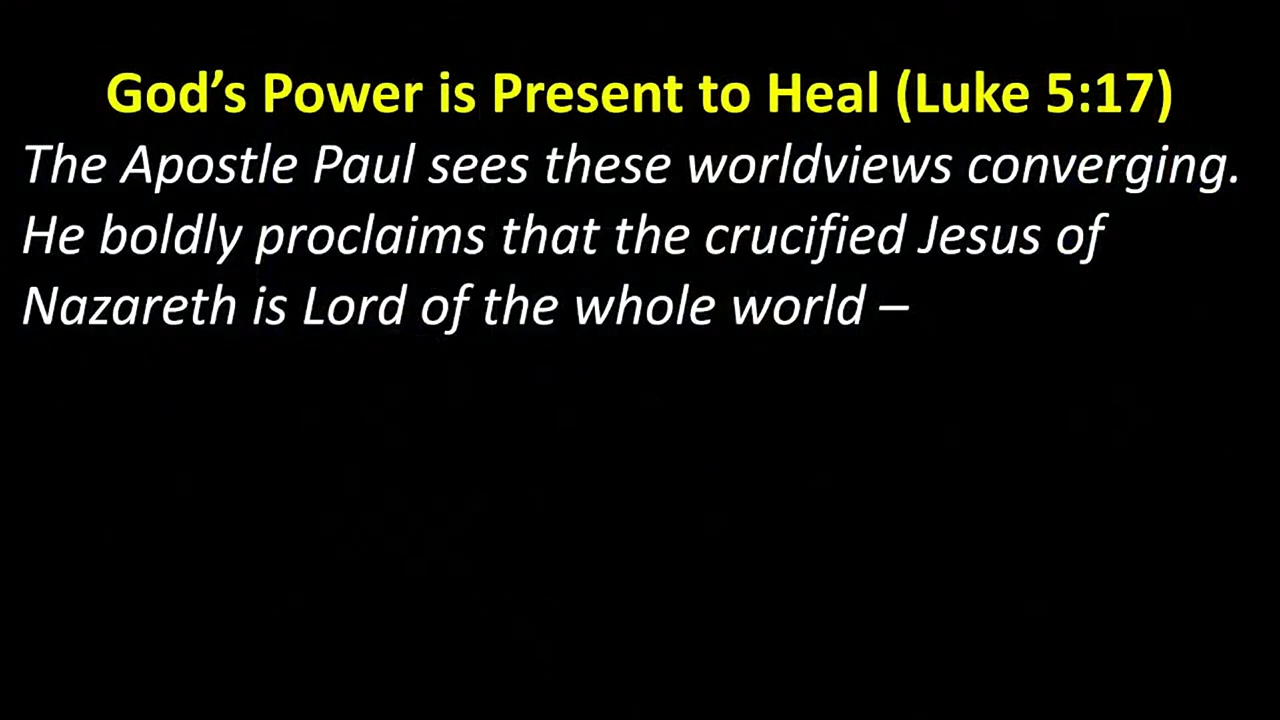 God’s Power is Present to Heal (Luke 5:17)
The Apostle Paul sees these worldviews converging.
He boldly proclaims that the crucified Jesus of
Nazareth is Lord of the whole world –